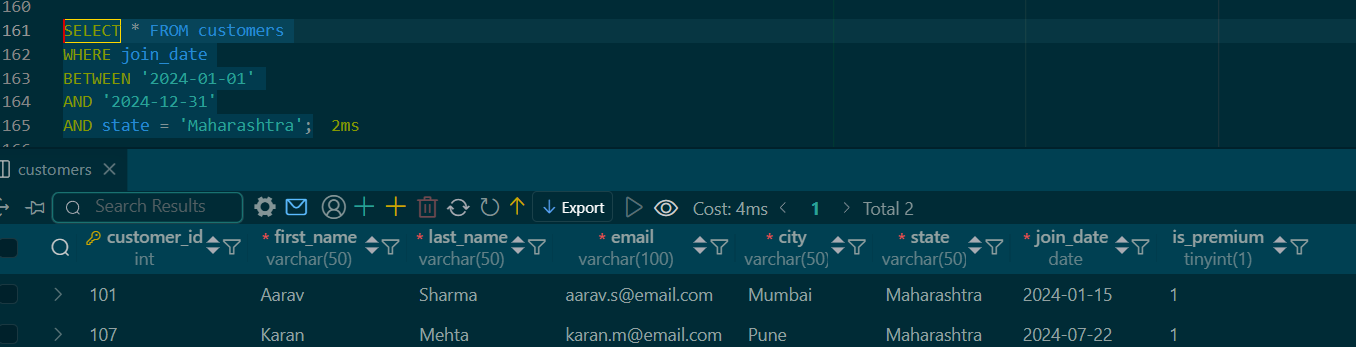 160
161 SELECT * FROM customers
162 WHERE join_date
163 BETWEEN '2024-01-01'
164 AND '2024-12-31'
165 AND state = 'Maharashtra'; 2ms
customers
Search Results Export Cost: 4ms 1 Total 2
customer_id * first_name * last_name * email * city * state * join_date is_premium
int varchar(50) varchar(50) varchar(100) varchar(50) varchar(50) date tinyint(1)
101 Aarav Sharma aarav.s@email.com Mumbai Maharashtra 2024-01-15 1
107 Karan Mehta karan.m@email.com Pune Maharashtra 2024-07-22 1